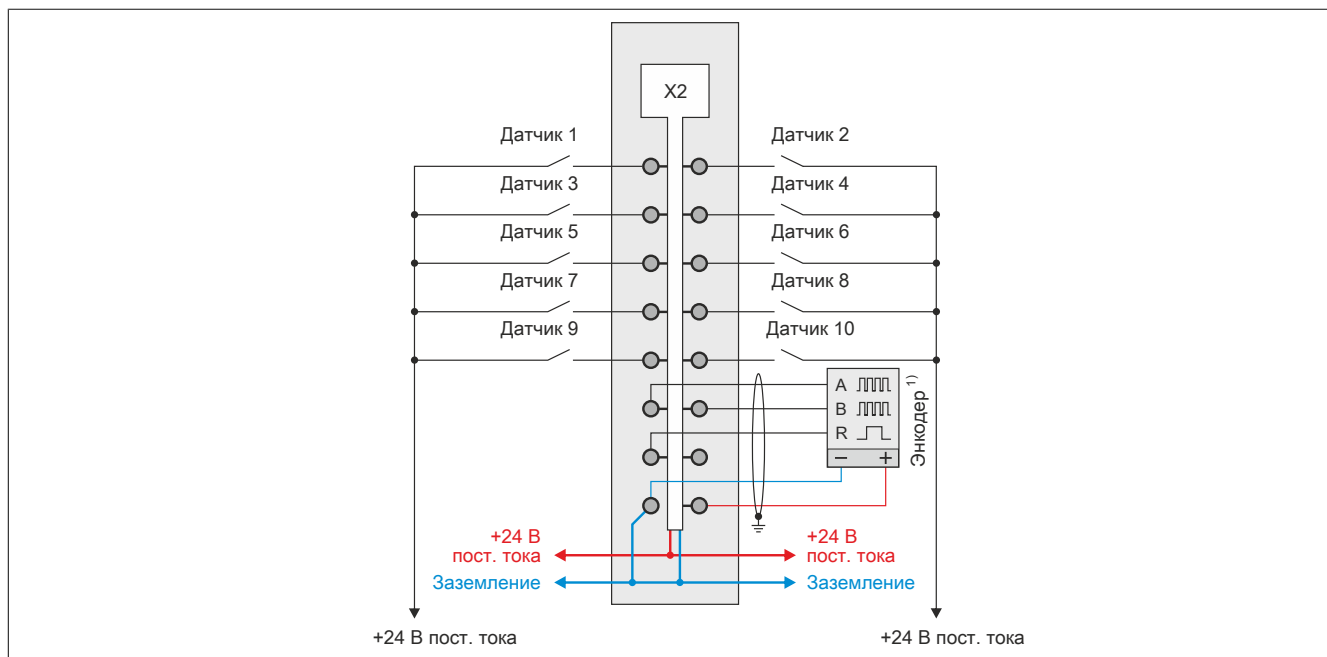 X2
Датчик 1
Датчик 2
Датчик 3
Датчик 4
Датчик 5
Датчик 6
Датчик 7
Датчик 8
Датчик 9
Датчик 10
A
B
R
− +
Энкодер 1)
+24 В
пост. тока
+24 В
пост. тока
Заземление
Заземление
+24 В пост. тока
+24 В пост. тока